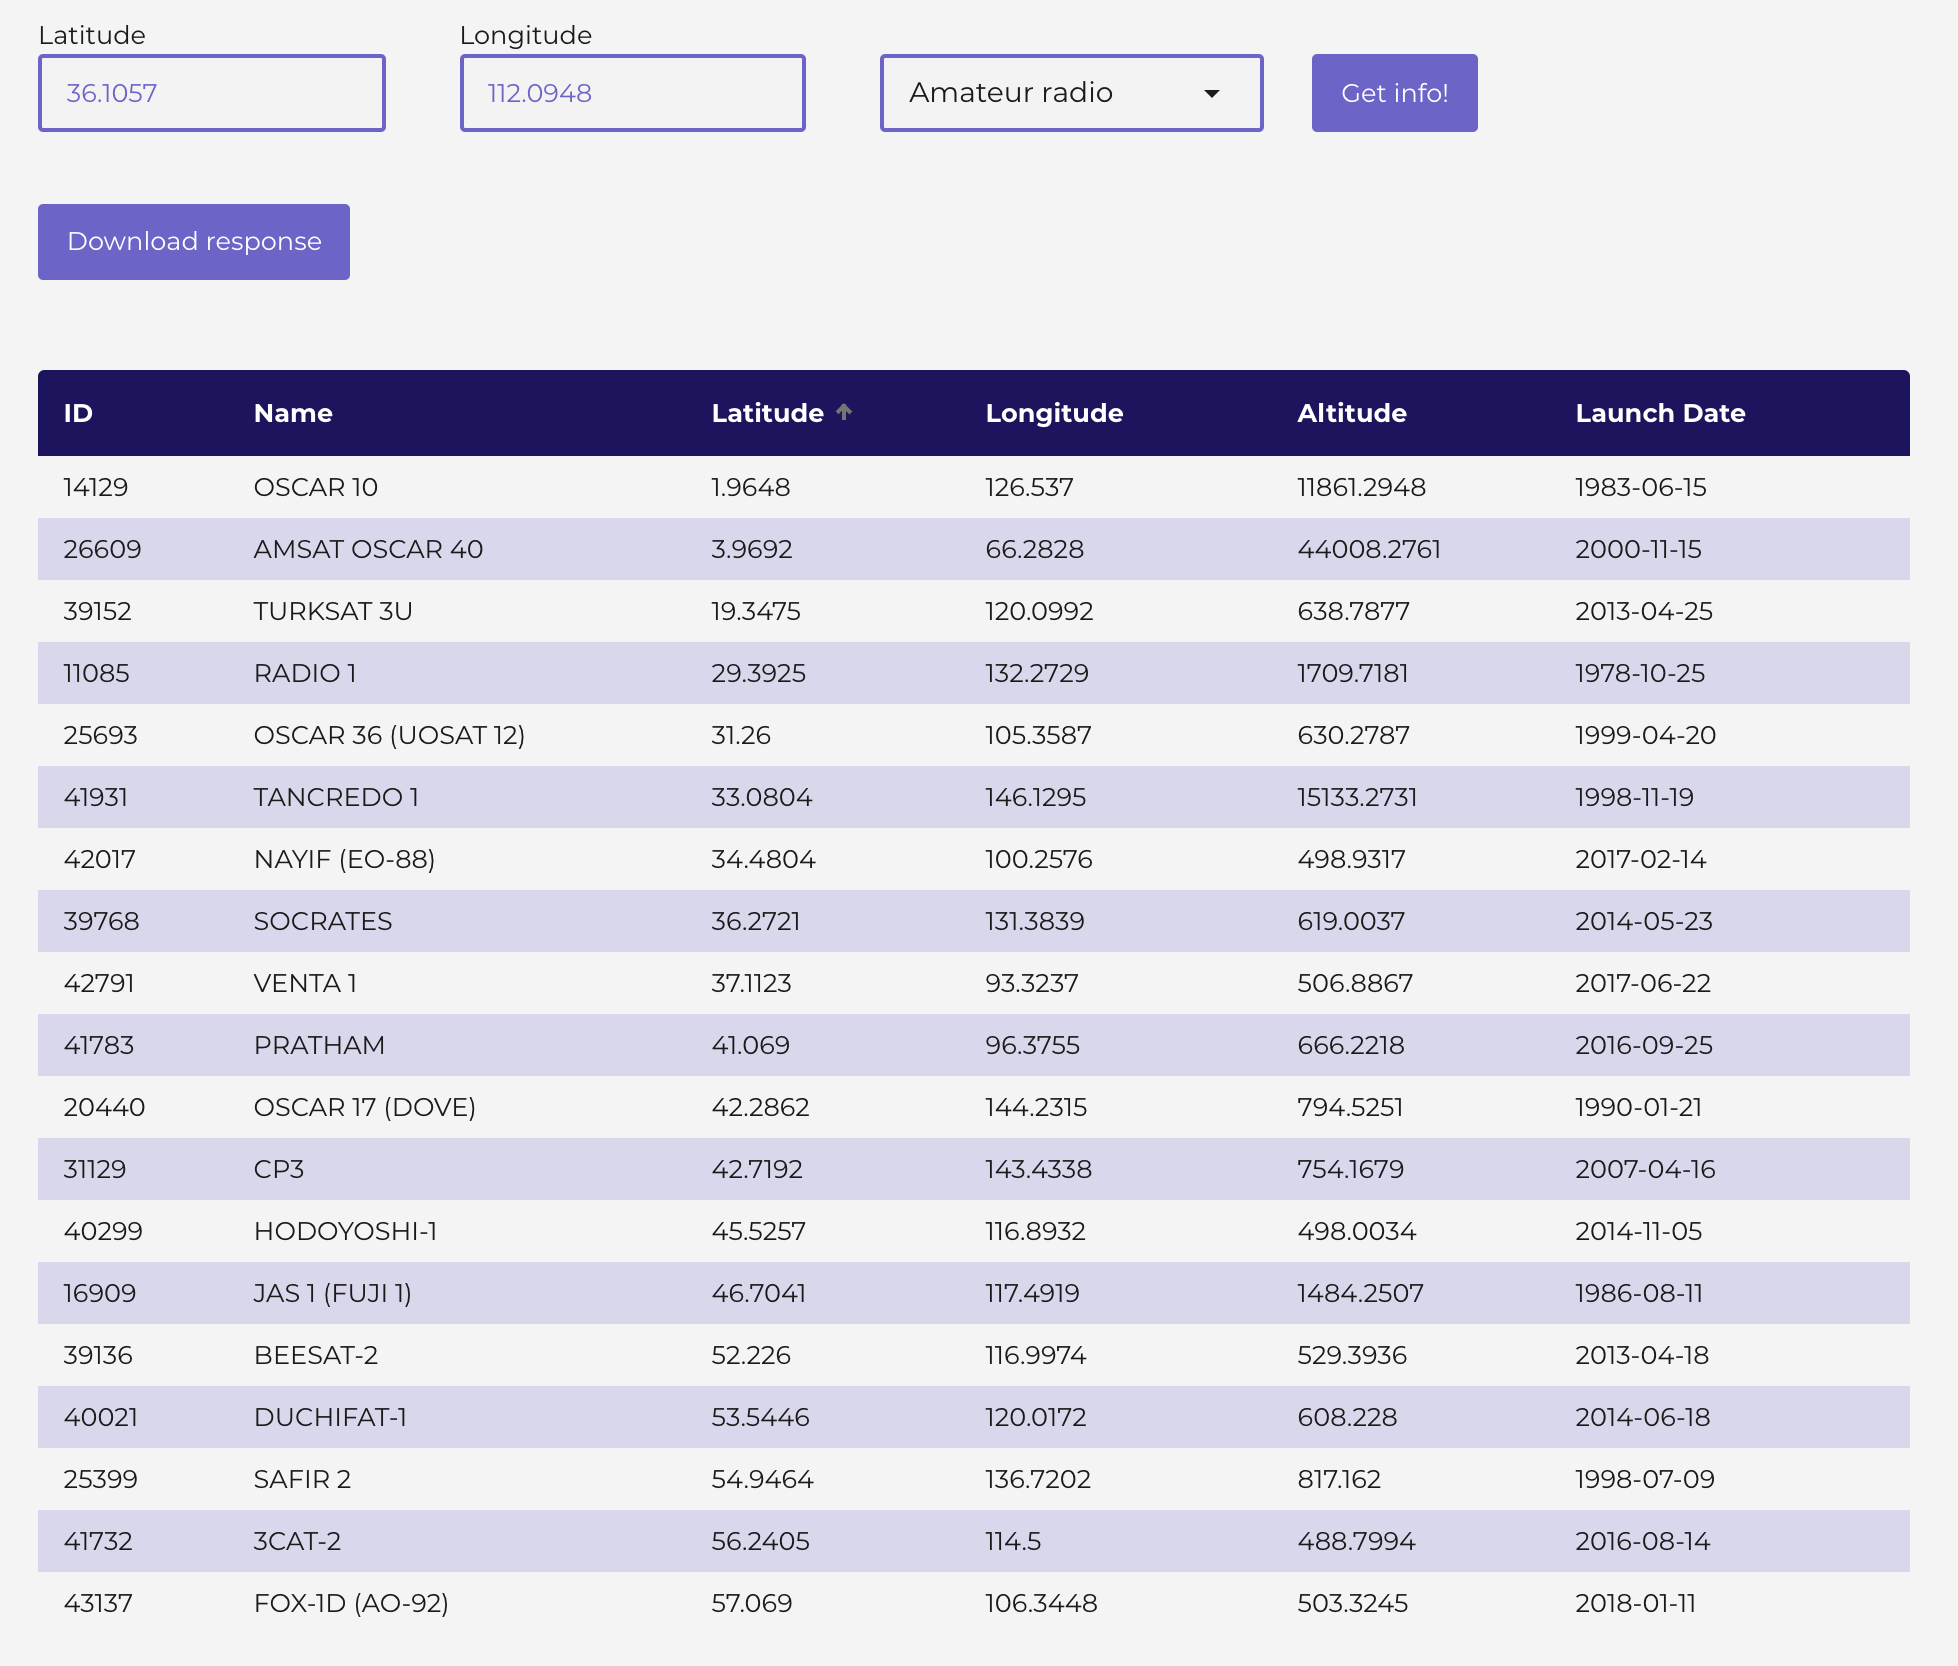 Latitude Longitude
36.1057 112.0948 Amateur radio Get info!
Download response
ID Name Latitude Longitude Altitude Launch Date
14129 OSCAR 10 1.9648 126.537 11861.2948 1983-06-15
26609 AMSAT OSCAR 40 3.9692 66.2828 44008.2761 2000-11-15
39152 TURKSAT 3U 19.3475 120.0992 638.7877 2013-04-25
11085 RADIO 1 29.3925 132.2729 1709.7181 1978-10-25
25693 OSCAR 36 (UOSAT 12) 31.26 105.3587 630.2787 1999-04-20
41931 TANCREDO 1 33.0804 146.1295 15133.2731 1998-11-19
42017 NAYIF (EO-88) 34.4804 100.2576 498.9317 2017-02-14
39768 SOCRATES 36.2721 131.3839 619.0037 2014-05-23
42791 VENTA 1 37.1123 93.3237 506.8867 2017-06-22
41783 PRATHAM 41.069 96.3755 666.2218 2016-09-25
20440 OSCAR 17 (DOVE) 42.2862 144.2315 794.5251 1990-01-21
31129 CP3 42.7192 143.4338 754.1679 2007-04-16
40299 HODOYOSHI-1 45.5257 116.8932 498.0034 2014-11-05
16909 JAS 1 (FUJI 1) 46.7041 117.4919 1484.2507 1986-08-11
39136 BEESAT-2 52.226 116.9974 529.3936 2013-04-18
40021 DUCHIFAT-1 53.5446 120.0172 608.228 2014-06-18
25399 SAFIR 2 54.9464 136.7202 817.162 1998-07-09
41732 3CAT-2 56.2405 114.5 488.7994 2016-08-14
43137 FOX-1D (AO-92) 57.069 106.3448 503.3245 2018-01-11